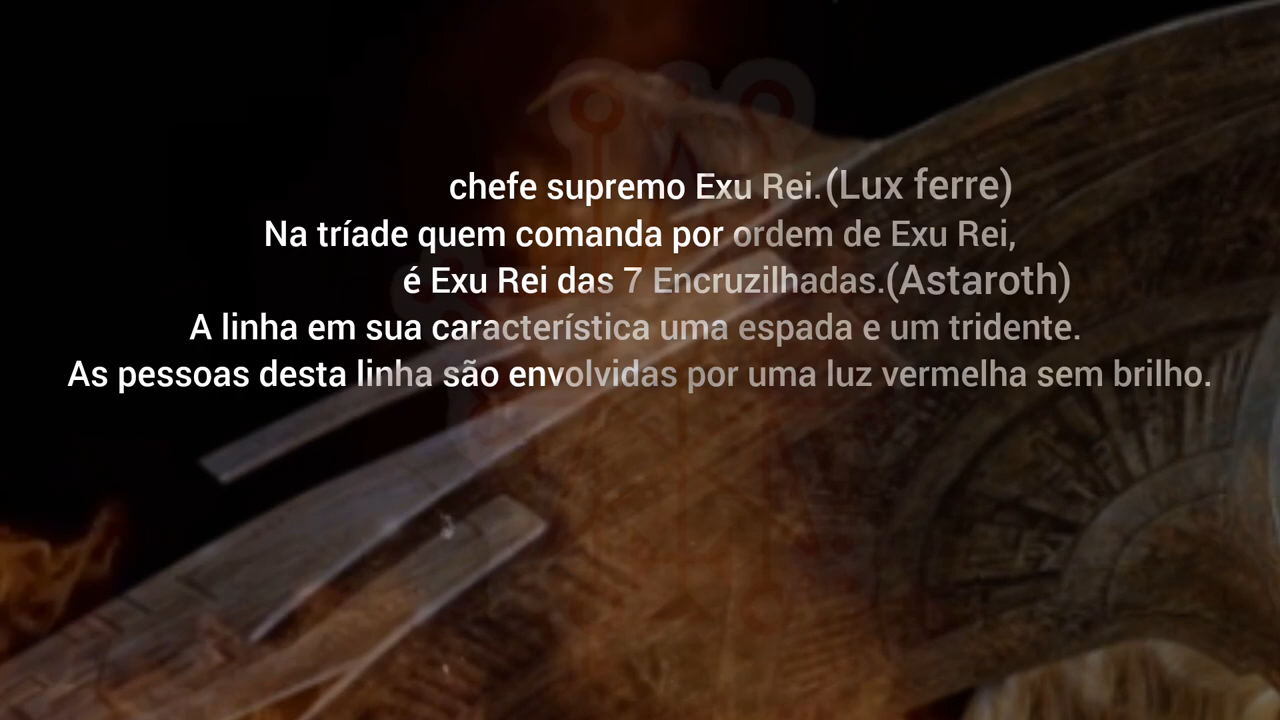 chefe supremo Exu Rei.(Lux ferre)
Na tríade quem comanda por ordem de Exu Rei,
é Exu Rei das 7 Encruzilhadas.(Astaroth)
A linha em sua característica uma espada e um tridente.
As pessoas desta linha são envolvidas por uma luz vermelha sem brilho.